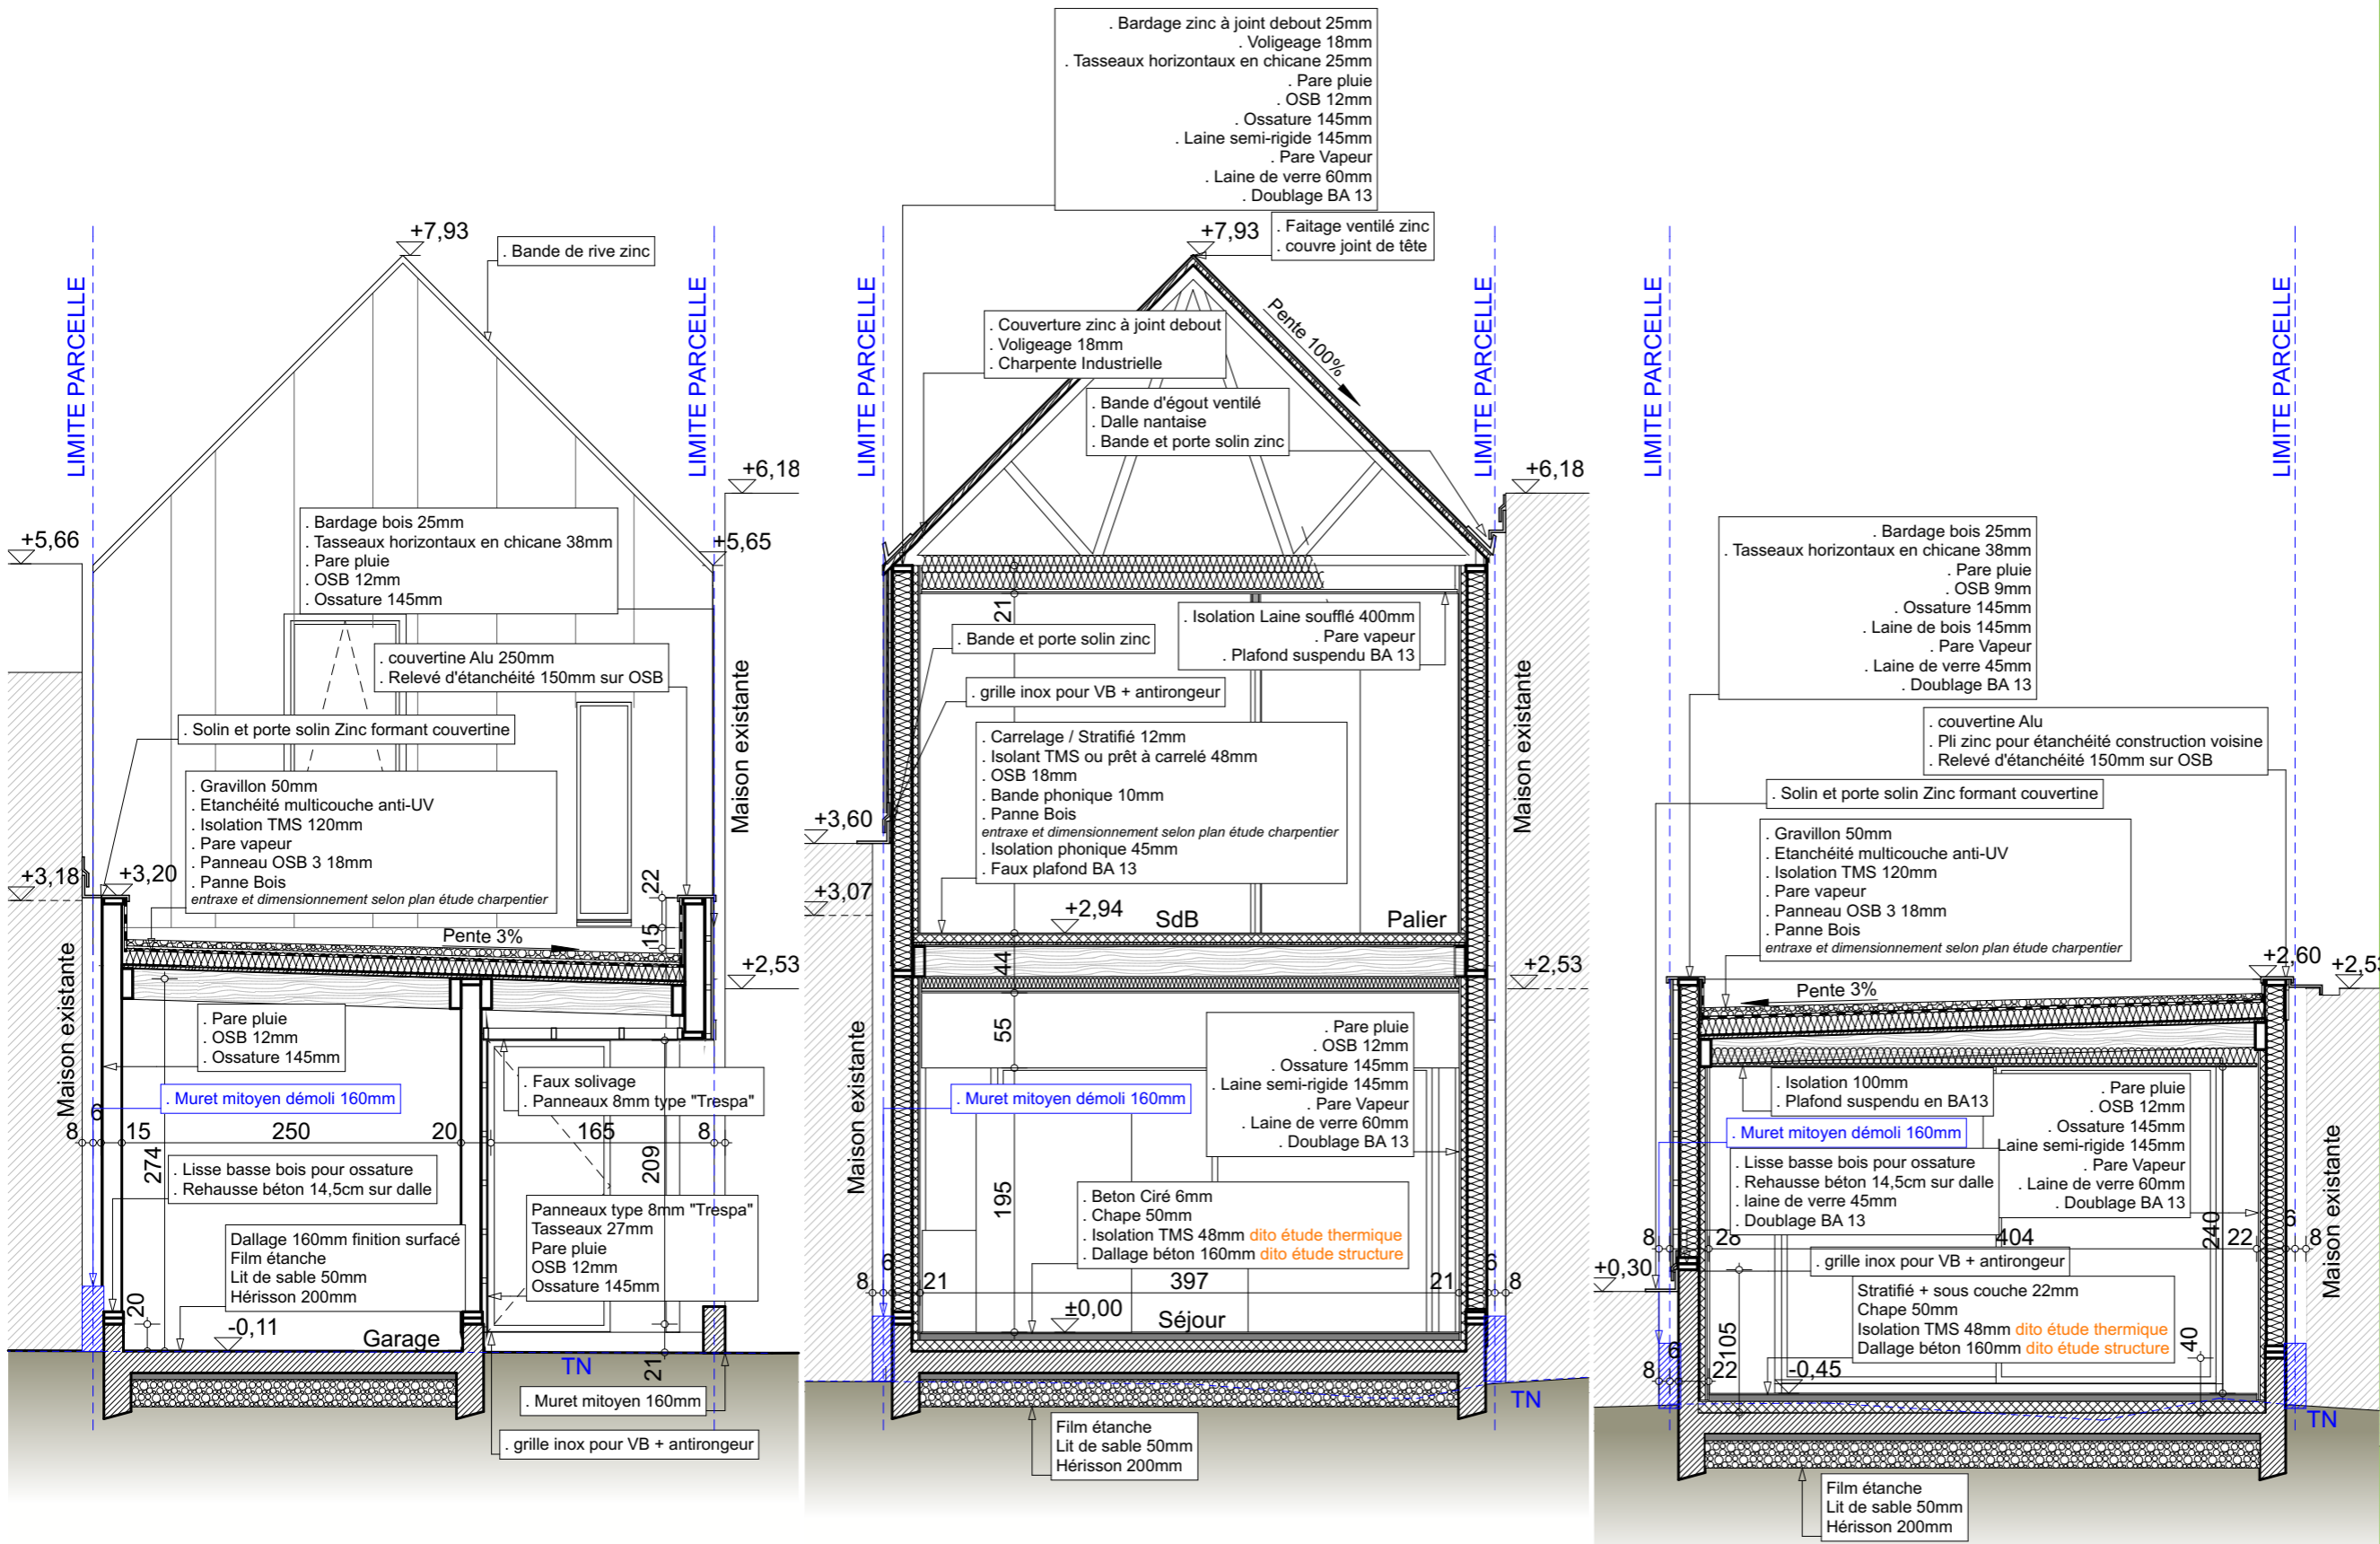 . Bardage zinc à joint debout 25mm
. Voligeage 18mm
. Tasseaux horizontaux en chicane 25mm
. Pare pluie
. OSB 12mm
. Ossature 145mm
. Laine semi-rigide 145mm
. Pare Vapeur
. Laine de verre 60mm
. Doublage BA 13
+7,93
. Bande de rive zinc
LIMITE PARCELLE
LIMITE PARCELLE
+6,18
+5,66
. Bardage bois 25mm
. Tasseaux horizontaux en chicane 38mm
. Pare pluie
. OSB 12mm
. Ossature 145mm
+5,65
. couvertine Alu 250mm
. Relevé d'étanchéité 150mm sur OSB
. Solin et porte solin Zinc formant couvertine
Maison existante
. Gravillon 50mm
. Etanchéité multicouche anti-UV
. Isolation TMS 120mm
. Pare vapeur
. Panneau OSB 3 18mm
. Panne Bois
entraxe et dimensionnement selon plan étude charpentier
+3,18
+3,20
22
15
Pente 3%
+2,53
Maison existante
. Pare pluie
. OSB 12mm
. Ossature 145mm
. Faux solivage
. Panneaux 8mm type "Trespa"
. Muret mitoyen démoli 160mm
6
8
15
250
20
165
8
274
209
. Lisse basse bois pour ossature
. Rehausse béton 14,5cm sur dalle
Panneaux type 8mm "Trespa"
Tasseaux 27mm
Pare pluie
OSB 12mm
Ossature 145mm
Dallage 160mm finition surfacé
Film étanche
Lit de sable 50mm
Hérisson 200mm
20
-0,11
Garage
TN
21
. Muret mitoyen 160mm
. grille inox pour VB + antirongeur
+7,93
. Faitage ventilé zinc
. couvre joint de tête
LIMITE PARCELLE
LIMITE PARCELLE
Pente 100%
. Couverture zinc à joint debout
. Voligeage 18mm
. Charpente Industrielle
. Bande d'égout ventilé
. Dalle nantaise
. Bande et porte solin zinc
+6,18
21
. Isolation Laine soufflé 400mm
. Pare vapeur
. Plafond suspendu BA 13
. Bande et porte solin zinc
. grille inox pour VB + antirongeur
Maison existante
. Carrelage / Stratifié 12mm
. Isolant TMS ou prêt à carrelé 48mm
. OSB 18mm
. Bande phonique 10mm
. Panne Bois
entraxe et dimensionnement selon plan étude charpentier
. Isolation phonique 45mm
. Faux plafond BA 13
+3,60
+3,07
+2,94
SdB
Palier
44
+2,53
55
. Pare pluie
. OSB 12mm
. Ossature 145mm
. Laine semi-rigide 145mm
. Pare Vapeur
. Laine de verre 60mm
. Doublage BA 13
Maison existante
. Muret mitoyen démoli 160mm
195
. Beton Ciré 6mm
. Chape 50mm
. Isolation TMS 48mm dito étude thermique
. Dallage béton 160mm dito étude structure
8
6
21
397
21
6
8
±0,00
Séjour
TN
Film étanche
Lit de sable 50mm
Hérisson 200mm
LIMITE PARCELLE
LIMITE PARCELLE
. Bardage bois 25mm
. Tasseaux horizontaux en chicane 38mm
. Pare pluie
. OSB 9mm
. Ossature 145mm
. Laine de bois 145mm
. Pare Vapeur
. Laine de verre 45mm
. Doublage BA 13
. couvertine Alu
. Pli zinc pour étanchéité construction voisine
. Relevé d'étanchéité 150mm sur OSB
. Solin et porte solin Zinc formant couvertine
. Gravillon 50mm
. Etanchéité multicouche anti-UV
. Isolation TMS 120mm
. Pare vapeur
. Panneau OSB 3 18mm
. Panne Bois
entraxe et dimensionnement selon plan étude charpentier
+2,60
+2,53
Pente 3%
. Isolation 100mm
. Plafond suspendu en BA13
. Pare pluie
. OSB 12mm
. Ossature 145mm
Laine semi-rigide 145mm
. Pare Vapeur
. Laine de verre 60mm
. Doublage BA 13
. Muret mitoyen démoli 160mm
. Lisse basse bois pour ossature
. Rehausse béton 14,5cm sur dalle
. laine de verre 45mm
. Doublage BA 13
Maison existante
8
28
404
240
22
6
8
+0,30
. grille inox pour VB + antirongeur
Stratifié + sous couche 22mm
Chape 50mm
Isolation TMS 48mm dito étude thermique
Dallage béton 160mm dito étude structure
105
40
6
8
22
-0,45
TN
Film étanche
Lit de sable 50mm
Hérisson 200mm